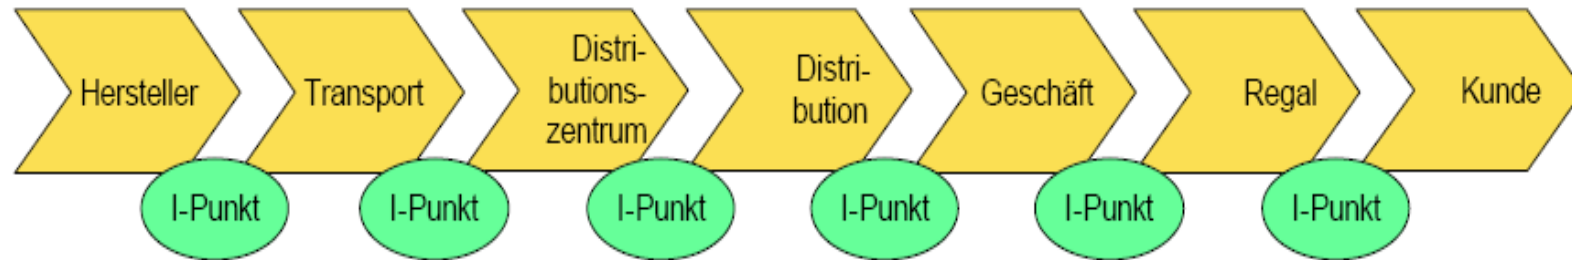 Hersteller
Transport
Distri-
butions-
zentrum
Distri-
bution
Geschäft
Regal
Kunde
I-Punkt
I-Punkt
I-Punkt
I-Punkt
I-Punkt
I-Punkt